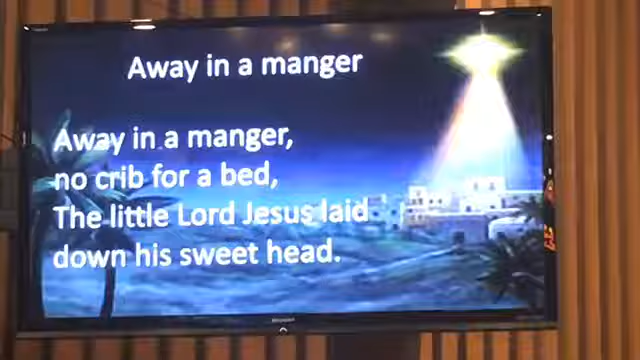 Away in a manger
Away in a manger,
no crib for a bed,
The little Lord Jesus laid
down his sweet head.